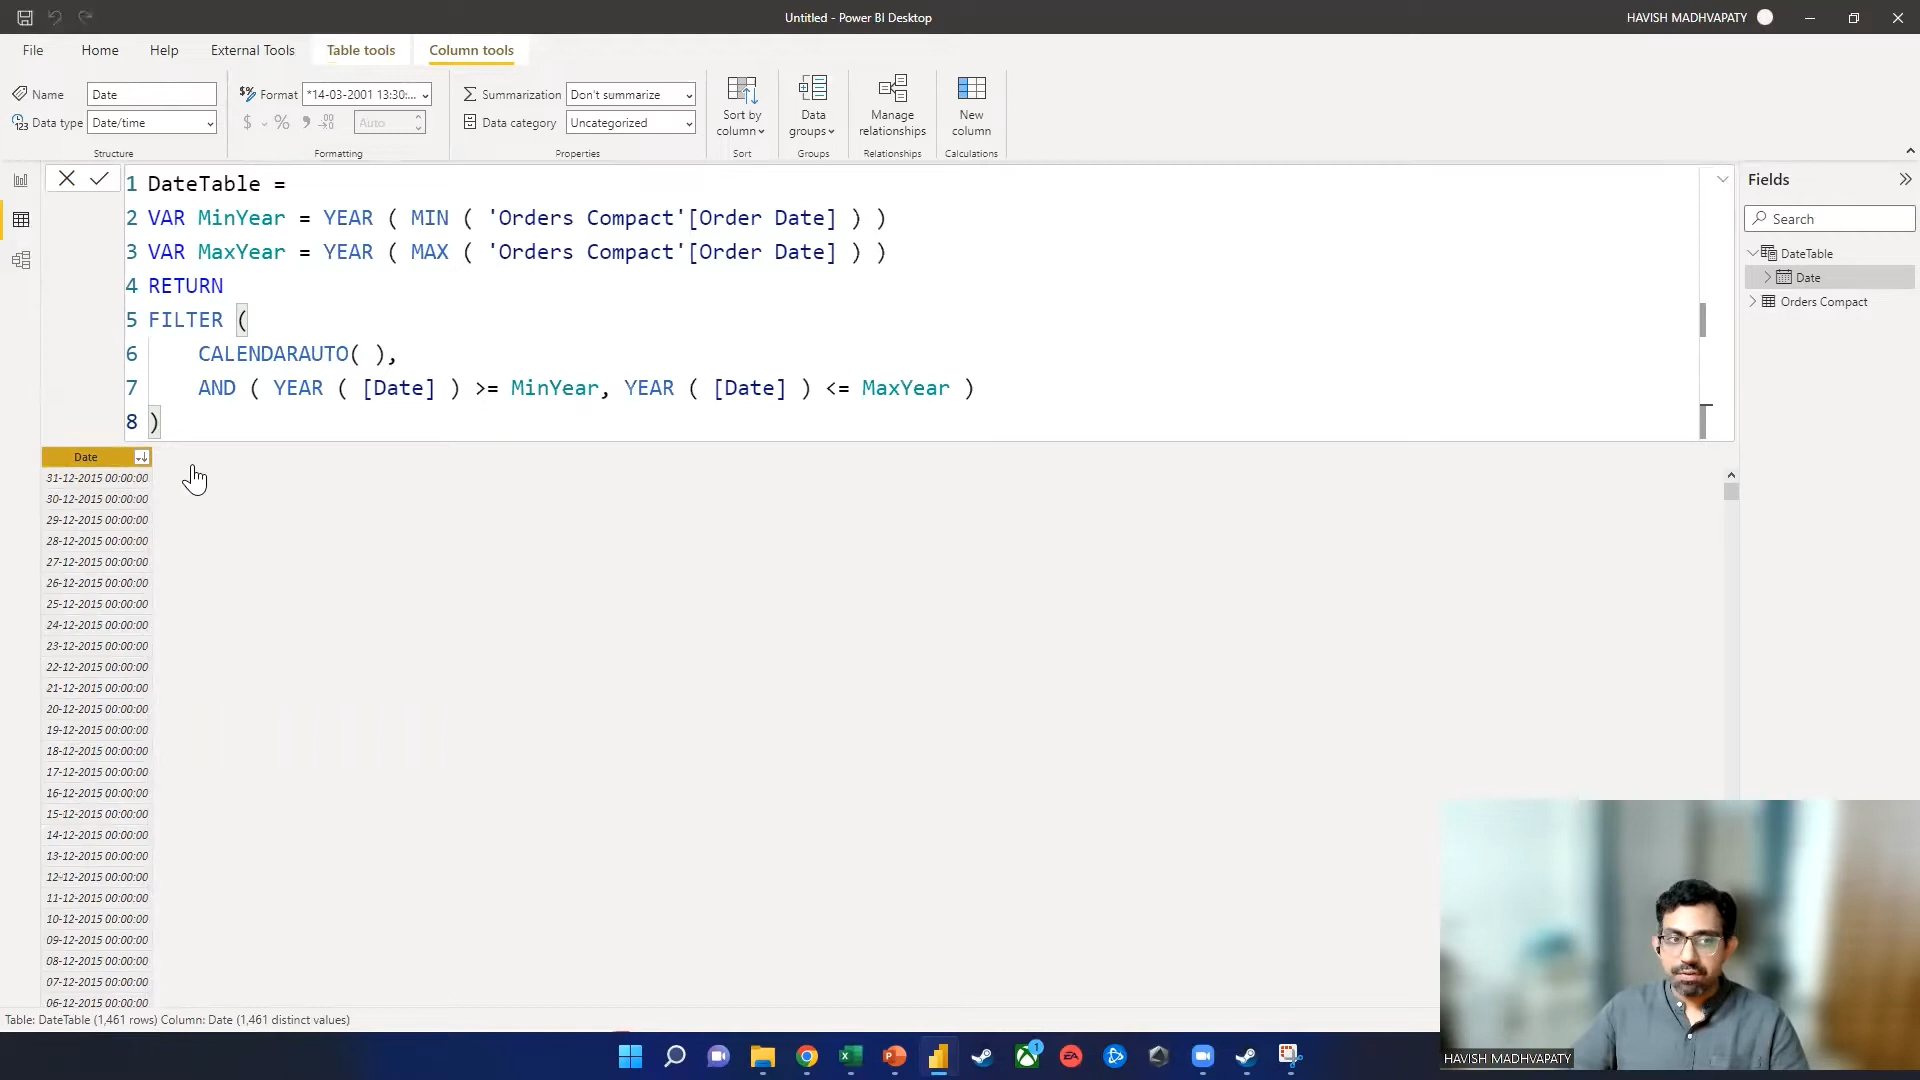 Untitled - Power BI Desktop
HAVISH MADHVAPATY
File
Home
Help
External Tools
Table tools
Column tools
Name
Date
Data type
Date/time
Structure
Format
*14-03-2001 13:30:...
$ % 9
Auto
Formatting
Summarization
Don't summarize
Data category
Uncategorized
Properties
Sort by
column
Sort
Data
groups
Groups
Manage
relationships
Relationships
New
column
Calculations
1 DateTable =
2 VAR MinYear = YEAR ( MIN ( 'Orders Compact'[Order Date] ) )
3 VAR MaxYear = YEAR ( MAX ( 'Orders Compact'[Order Date] ) )
4 RETURN
5 FILTER (
6 CALENDARAUTO( ),
7 AND ( YEAR ( [Date] ) >= MinYear, YEAR ( [Date] ) <= MaxYear )
8 )
Fields
Search
DateTable
Date
Orders Compact
Date
31-12-2015 00:00:00
30-12-2015 00:00:00
29-12-2015 00:00:00
28-12-2015 00:00:00
27-12-2015 00:00:00
26-12-2015 00:00:00
25-12-2015 00:00:00
24-12-2015 00:00:00
23-12-2015 00:00:00
22-12-2015 00:00:00
21-12-2015 00:00:00
20-12-2015 00:00:00
19-12-2015 00:00:00
18-12-2015 00:00:00
17-12-2015 00:00:00
16-12-2015 00:00:00
15-12-2015 00:00:00
14-12-2015 00:00:00
13-12-2015 00:00:00
12-12-2015 00:00:00
11-12-2015 00:00:00
10-12-2015 00:00:00
09-12-2015 00:00:00
08-12-2015 00:00:00
07-12-2015 00:00:00
06-12-2015 00:00:00
Table: DateTable (1,461 rows) Column: Date (1,461 distinct values)
HAVISH MADHVAPATY
1
EA